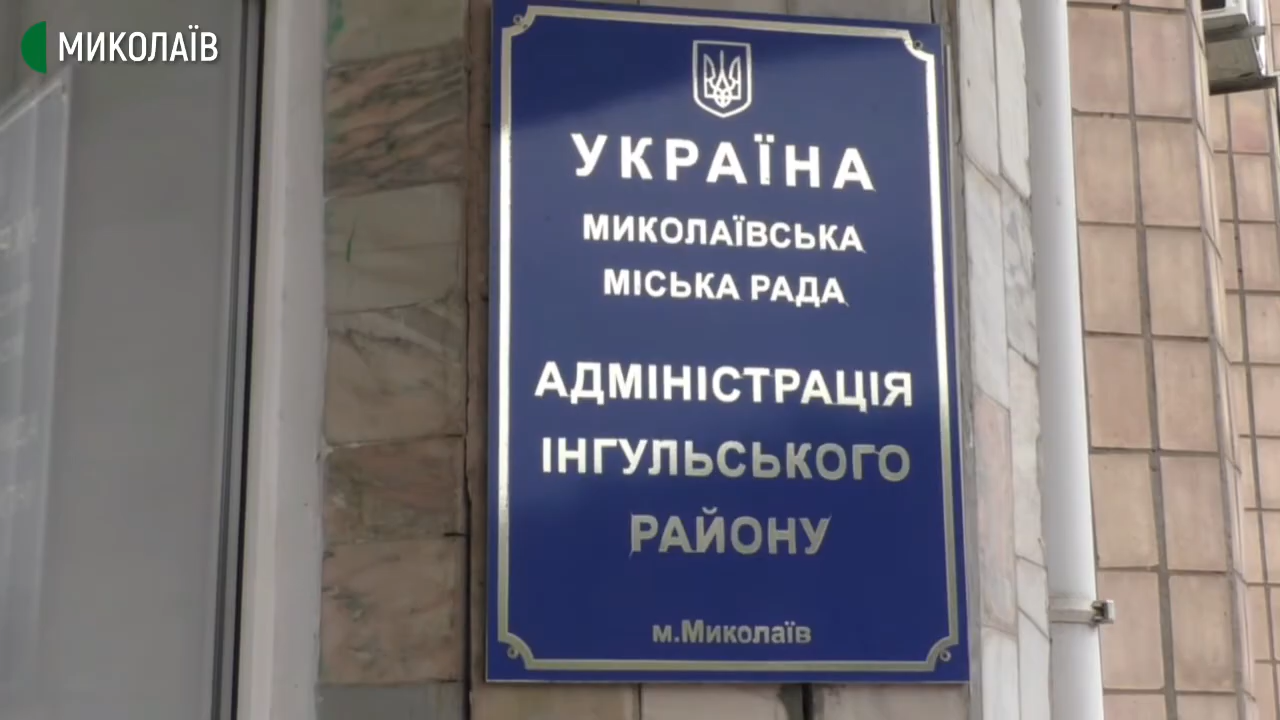 МИКОЛАЇВ
УКРАЇНА
МИКОЛАЇВСЬКА
МІСЬКА РАДА
АДМІНІСТРАЦІЯ
ІНГУЛЬСЬКОГО
РАЙОНУ
м.Миколаїв